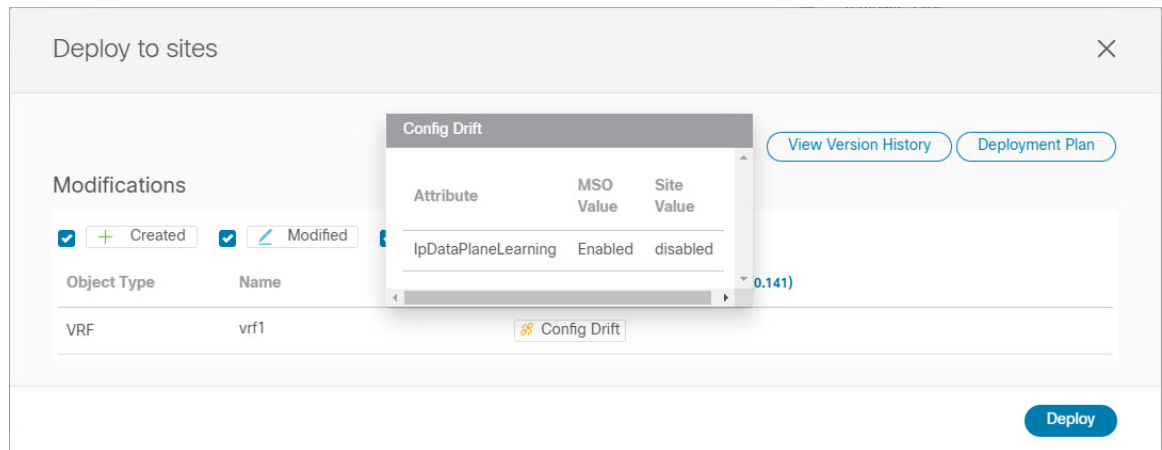 Deploy to sites
Config Drift
View Version History
Deployment Plan
Attribute
MSO
Value
Site
Value
IpDataPlaneLearning Enabled disabled
Modifications
Created
Modified
Object Type Name
0.141)
VRF vrf1 Config Drift
Deploy